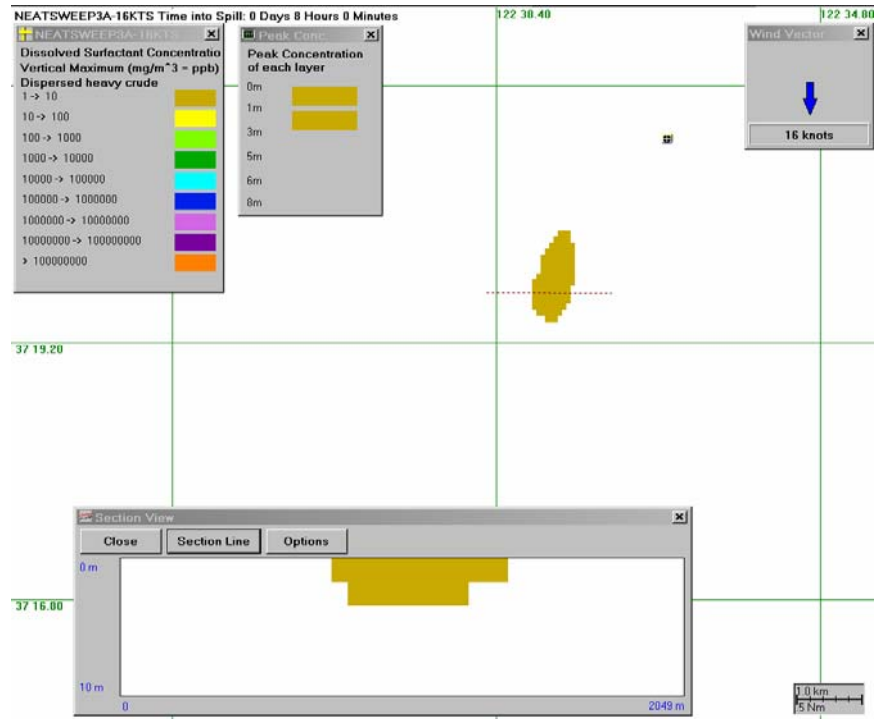 NEATSWEEP3A-16KTS Time into Spill: 0 Days 8 Hours 0 Minutes
122 30.40
122 34.00
NEATSWEEP3A-16KTS
Dissolved Surfactant Concentratio
Vertical Maximum (mg/m^3 - ppb)
Dispersed heavy crude
1 -> 10
10 -> 100
100 -> 1000
1000 -> 10000
10000 -> 100000
100000 -> 1000000
1000000 -> 10000000
10000000 -> 100000000
> 100000000
Peak Conc.
Peak Concentration
of each layer
0m
1m
3m
5m
6m
8m
Wind Vector
16 knots
37 19.20
37 16.00
Section View
Close
Section Line
Options
0 m
10 m
0
2049 m
1.0 km
.5 Nm